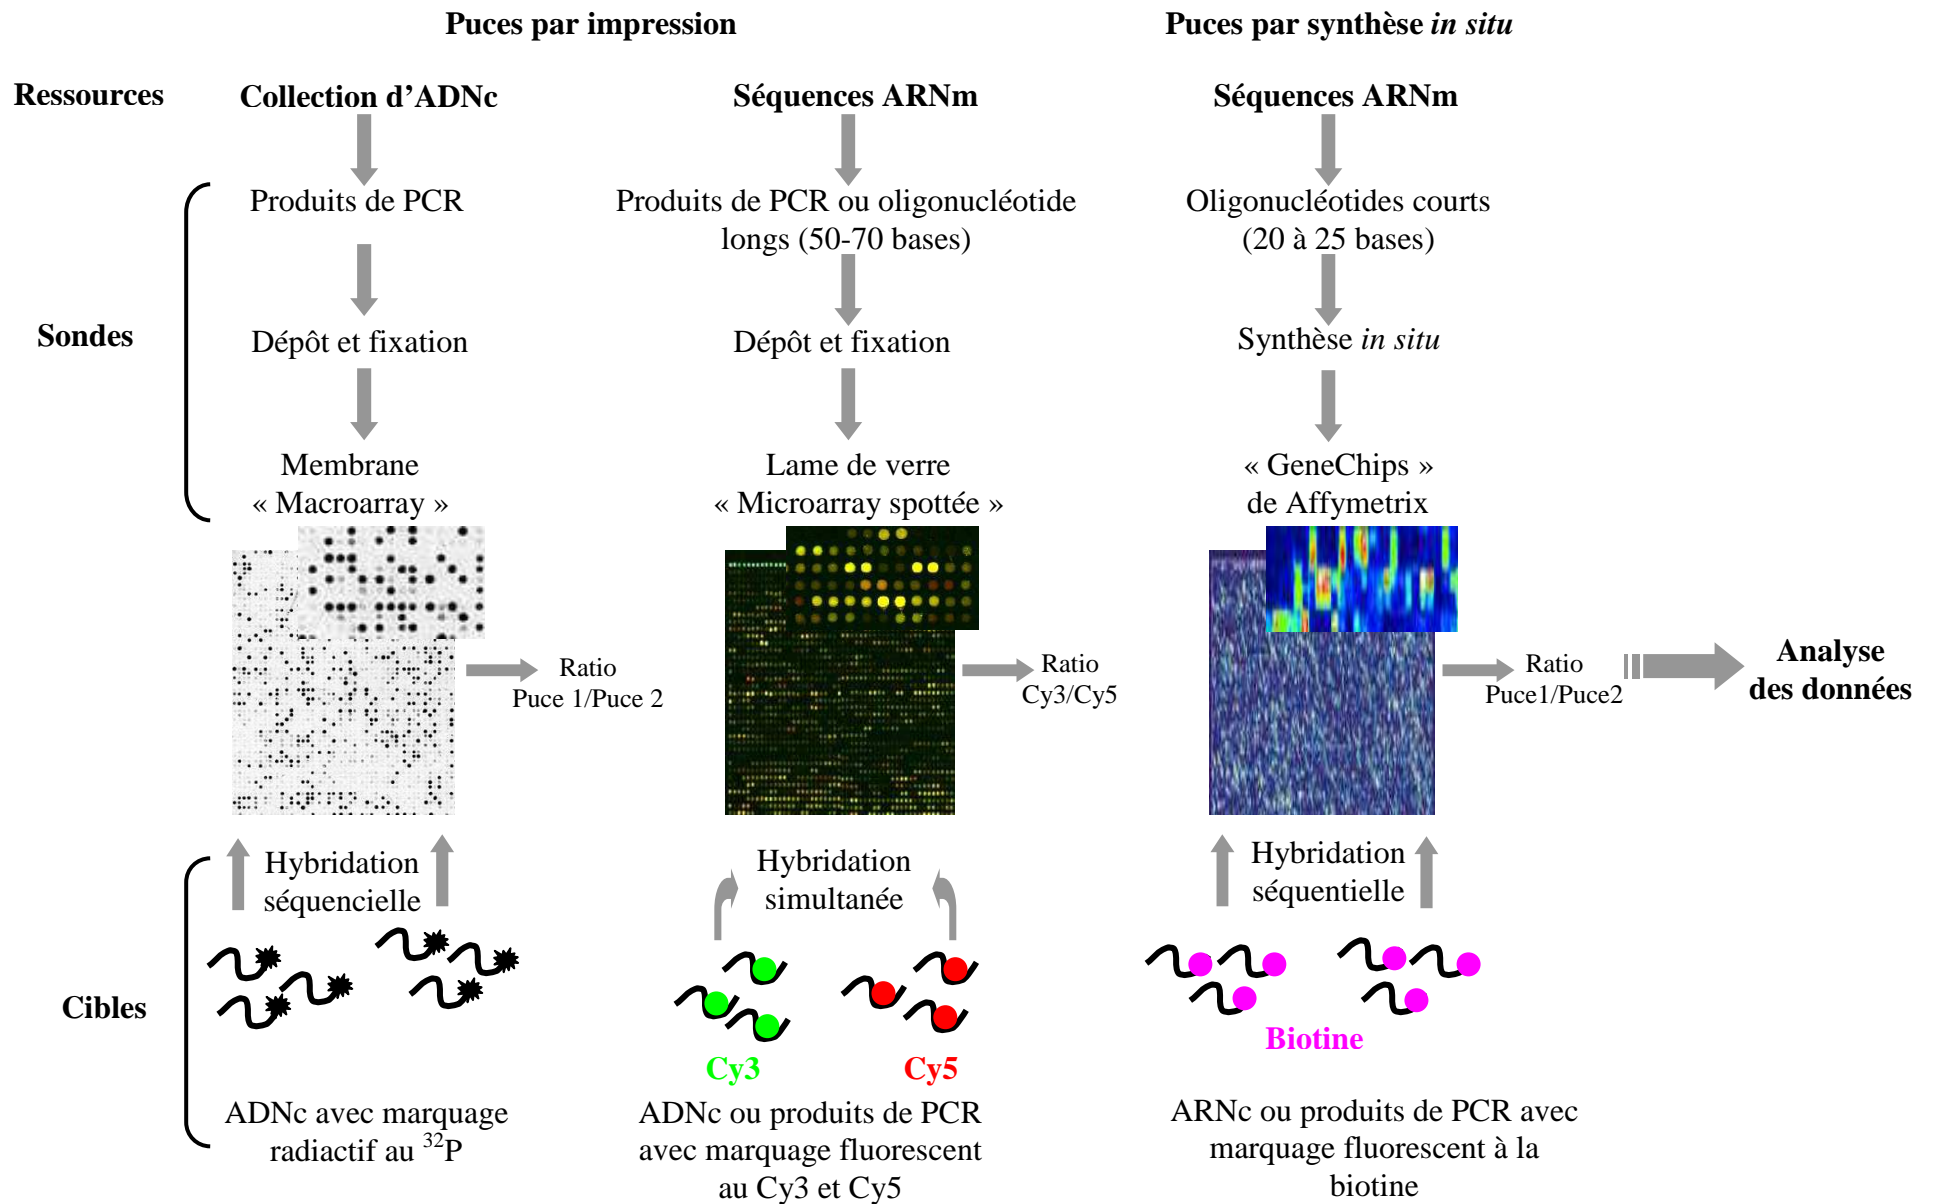 Puces par impression
Puces par synthèse in situ
Ressources
Collection d’ADNc
Séquences ARNm
Séquences ARNm
Produits de PCR
Produits de PCR ou oligonucléotide
longs (50-70 bases)
Oligonucléotides courts
(20 à 25 bases)
Sondes
Dépôt et fixation
Dépôt et fixation
Synthèse in situ
Membrane
« Macroarray »
Lame de verre
« Microarray spottée »
« GeneChips »
de Affymetrix
Ratio
Puce 1/Puce 2
Ratio
Cy3/Cy5
Ratio
Puce1/Puce2
Analyse
des données
Hybridation
séquencielle
Hybridation
simultanée
Hybridation
séquentielle
Cibles
Cy3
Cy5
Biotine
ADNc avec marquage
radiactif au ³²P
ADNc ou produits de PCR
avec marquage fluorescent
au Cy3 et Cy5
ARNc ou produits de PCR avec
marquage fluorescent à la
biotine